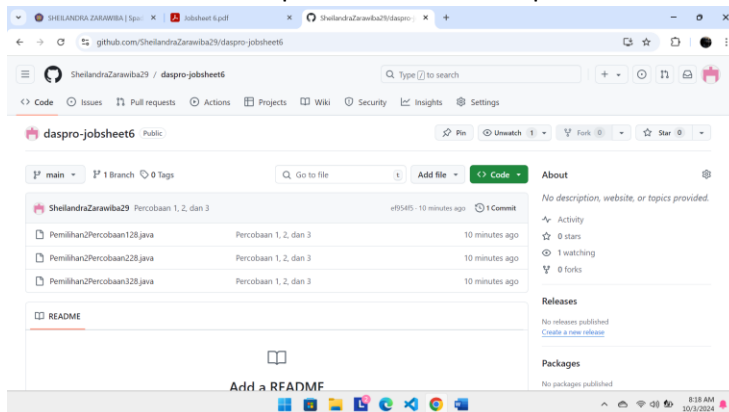 SHEILANDRA ZARAWIBA | Spa
Jobsheet 6.pdf
SheilandraZarawiba29/daspro-j
github.com/SheilandraZarawiba29/daspro-jobsheet6
SheilandraZarawiba29 / daspro-jobsheet6
Type / to search
Code
Issues
Pull requests
Actions
Projects
Wiki
Security
Insights
Settings
daspro-jobsheet6 Public
Pin
Unwatch 1
Fork 0
Star 0
main
1 Branch
0 Tags
Go to file
t
Add file
Code
SheilandraZarawiba29 Percobaan 1, 2, dan 3
ef954f5 · 10 minutes ago
1 Commit
Pemilihan2Percobaan128.java Percobaan 1, 2, dan 3 10 minutes ago
Pemilihan2Percobaan228.java Percobaan 1, 2, dan 3 10 minutes ago
Pemilihan2Percobaan328.java Percobaan 1, 2, dan 3 10 minutes ago
README
Add a README
About
No description, website, or topics provided.
Activity
0 stars
1 watching
0 forks
Releases
No releases published
Create a new release
Packages
No packages published
8:18 AM
10/3/2024